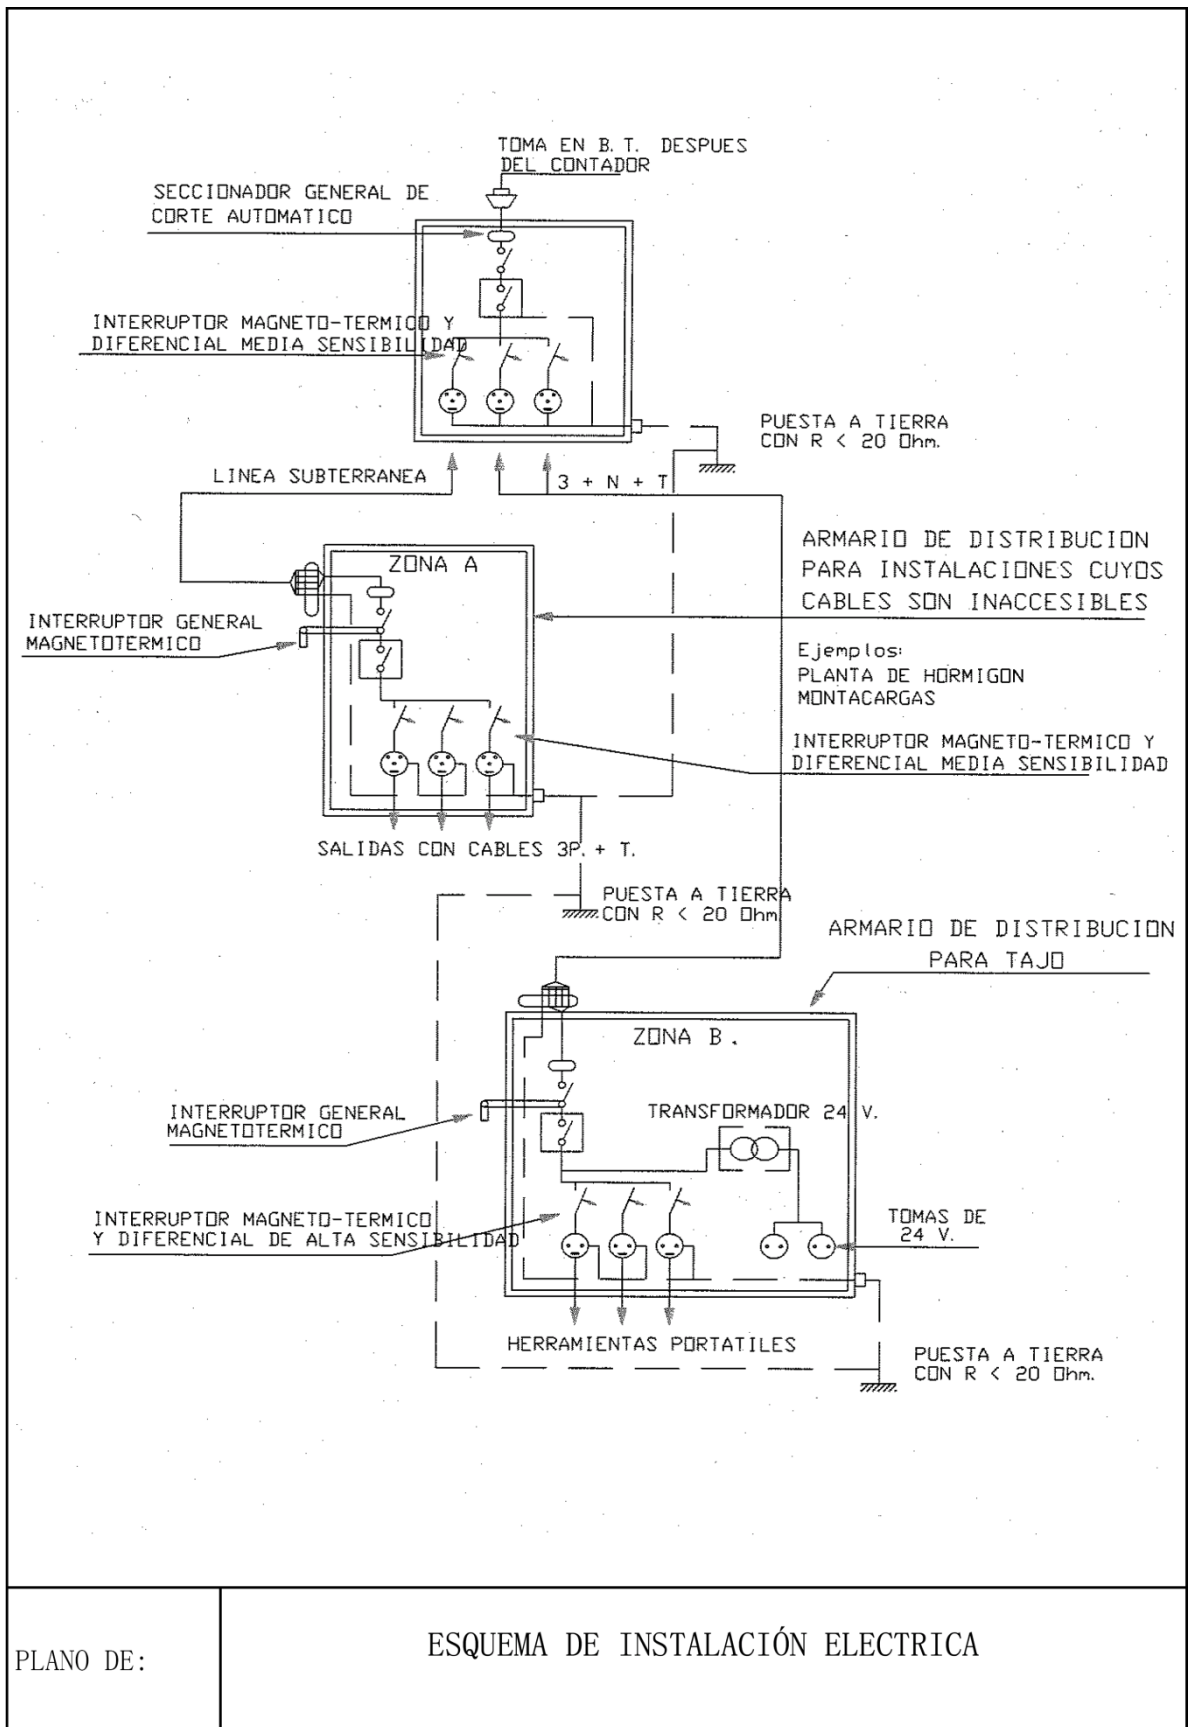 TOMA EN B. T. DESPUES
DEL CONTADOR
SECCIONADOR GENERAL DE
CORTE AUTOMATICO
INTERRUPTOR MAGNETO-TERMICO Y
DIFERENCIAL MEDIA SENSIBILIDAD
PUESTA A TIERRA
CON R < 20 Ohm.
LINEA SUBTERRANEA
3 + N + T
ZONA A
ARMARIO DE DISTRIBUCION
PARA INSTALACIONES CUYOS
CABLES SON INACCESIBLES
INTERRUPTOR GENERAL
MAGNETOTERMICO
Ejemplos:
PLANTA DE HORMIGON
MONTACARGAS
INTERRUPTOR MAGNETO-TERMICO Y
DIFERENCIAL MEDIA SENSIBILIDAD
SALIDAS CON CABLES 3P. + T.
PUESTA A TIERRA
CON R < 20 Ohm
ARMARIO DE DISTRIBUCION
PARA TAJO
ZONA B .
INTERRUPTOR GENERAL
MAGNETOTERMICO
TRANSFORMADOR 24 V.
INTERRUPTOR MAGNETO-TERMICO
Y DIFERENCIAL DE ALTA SENSIBILIDAD
TOMAS DE
24 V.
HERRAMIENTAS PORTATILES
PUESTA A TIERRA
CON R < 20 Ohm.
PLANO DE:
ESQUEMA DE INSTALACIÓN ELECTRICA